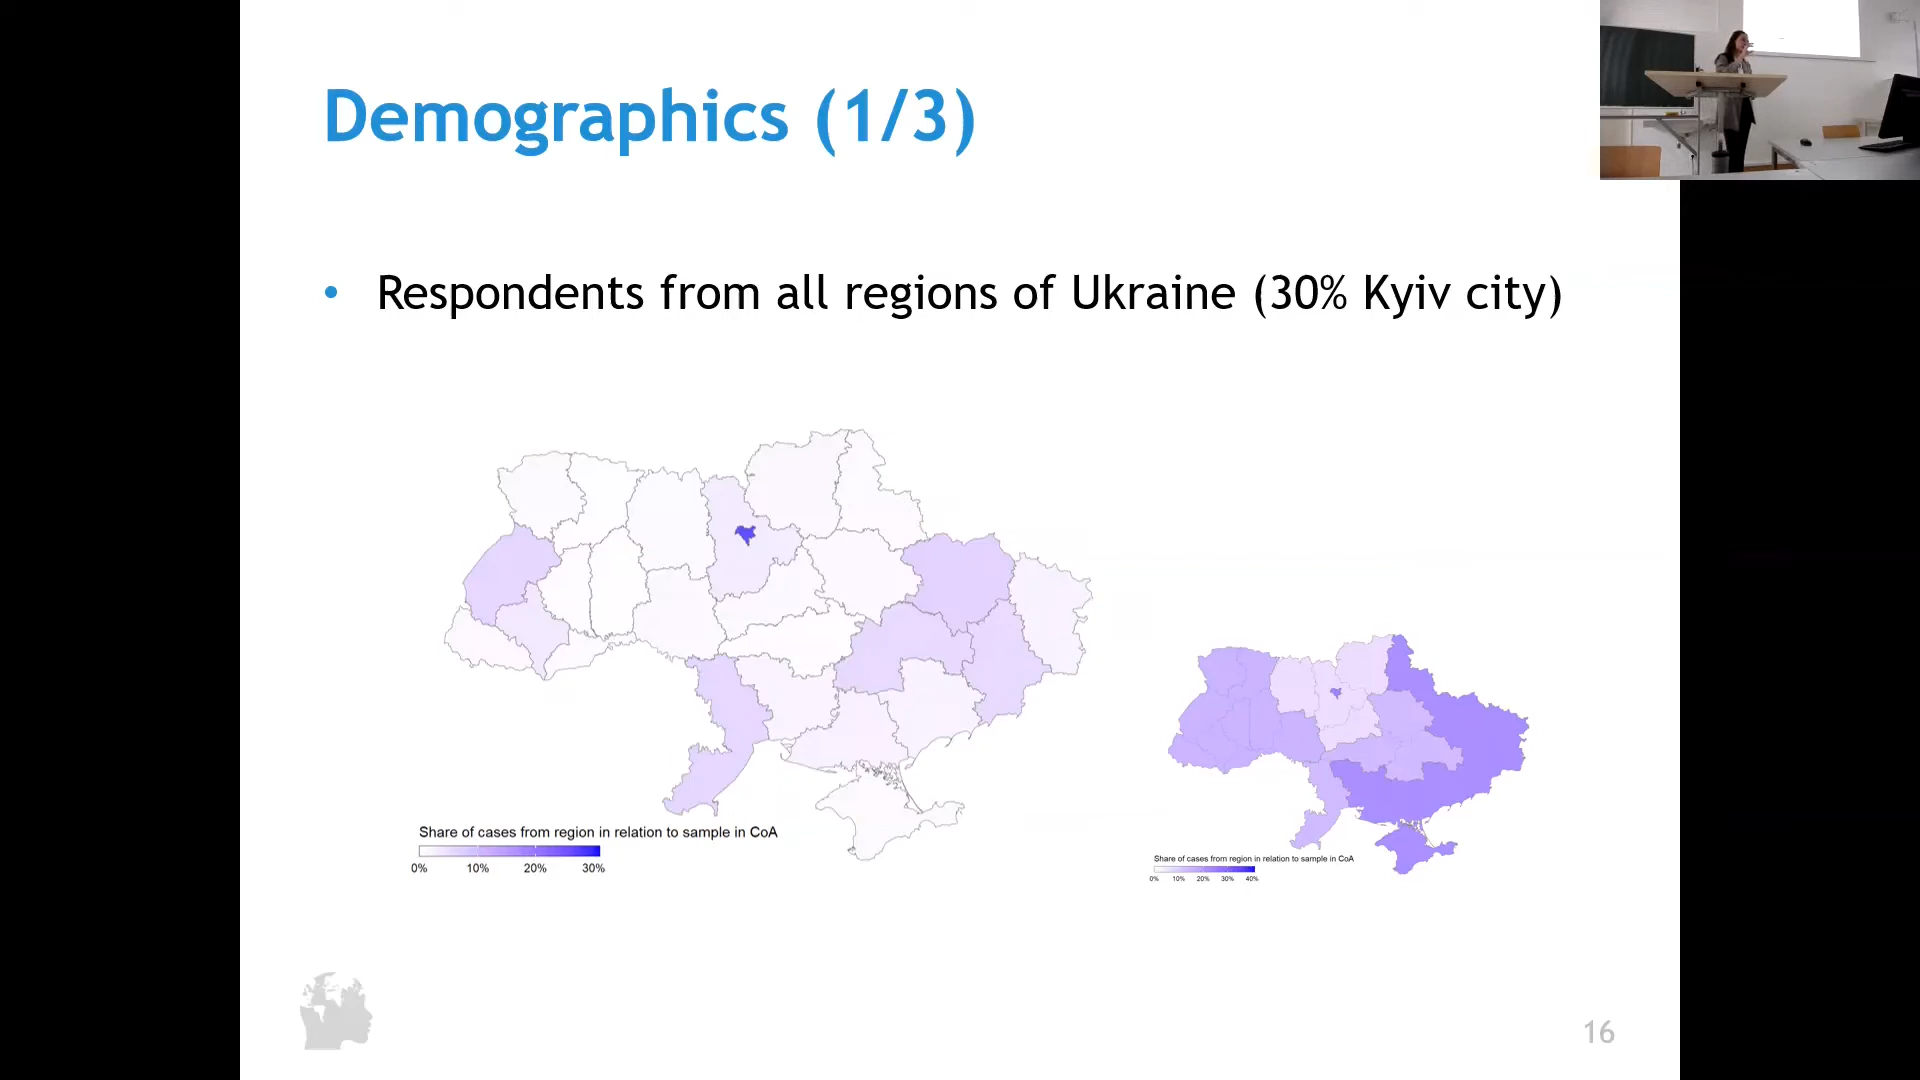 Demographics (1/3)
• Respondents from all regions of Ukraine (30% Kyiv city)
Share of cases from region in relation to sample in CoA
0% 10% 20% 30%
Share of cases from region in relation to sample in CoA
0% 10% 20% 30% 40%
16